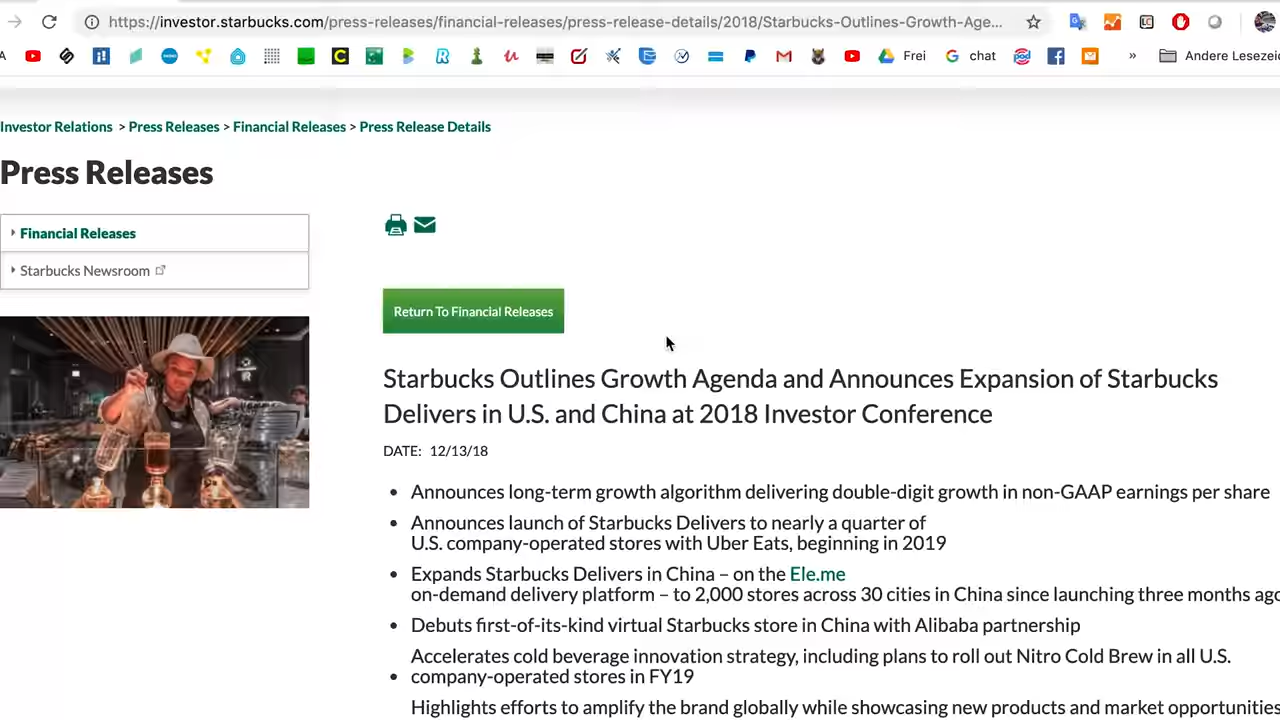 https://investor.starbucks.com/press-releases/financial-releases/press-release-details/2018/Starbucks-Outlines-Growth-Age...
A
Frei
chat
»
Andere Lesezei
Investor Relations > Press Releases > Financial Releases > Press Release Details
Press Releases
Financial Releases
Starbucks Newsroom
Return To Financial Releases
Starbucks Outlines Growth Agenda and Announces Expansion of Starbucks
Delivers in U.S. and China at 2018 Investor Conference
DATE: 12/13/18
• Announces long-term growth algorithm delivering double-digit growth in non-GAAP earnings per share
• Announces launch of Starbucks Delivers to nearly a quarter of
U.S. company-operated stores with Uber Eats, beginning in 2019
• Expands Starbucks Delivers in China – on the Ele.me
on-demand delivery platform – to 2,000 stores across 30 cities in China since launching three months ago
• Debuts first-of-its-kind virtual Starbucks store in China with Alibaba partnership
Accelerates cold beverage innovation strategy, including plans to roll out Nitro Cold Brew in all U.S.
• company-operated stores in FY19
Highlights efforts to amplify the brand globally while showcasing new products and market opportunities